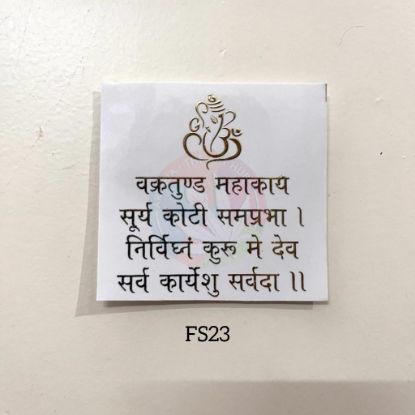 वक्रतुण्ड महाकाय
सूर्य कोटी समप्रभा ।
निर्विघ्नं कुरू मे देव
सर्व कार्येशु सर्वदा ।।
FS23